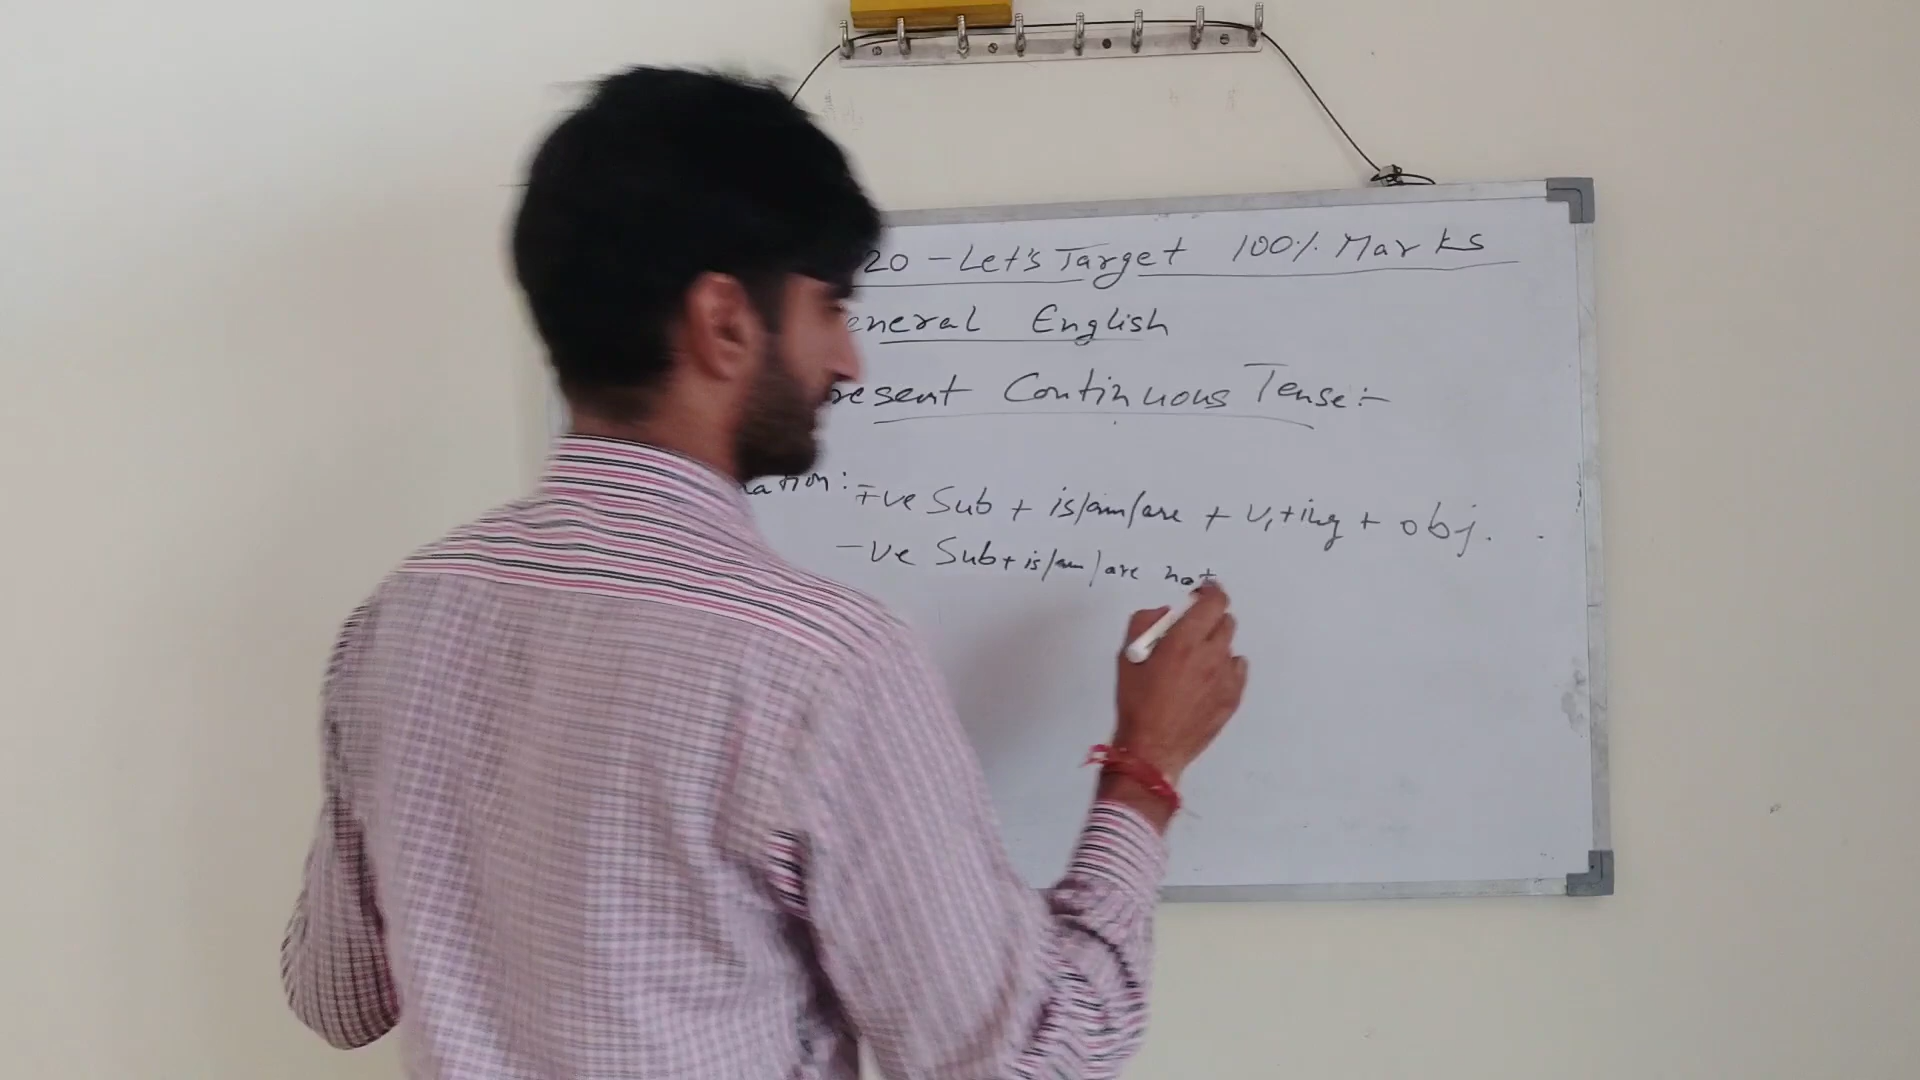 20 - Let's Target 100% Marks
eneral English
resent Continuous Tense :-
ation : +ve Sub + is/am/are + V1+ing + obj.
-ve Sub + is/am/are not